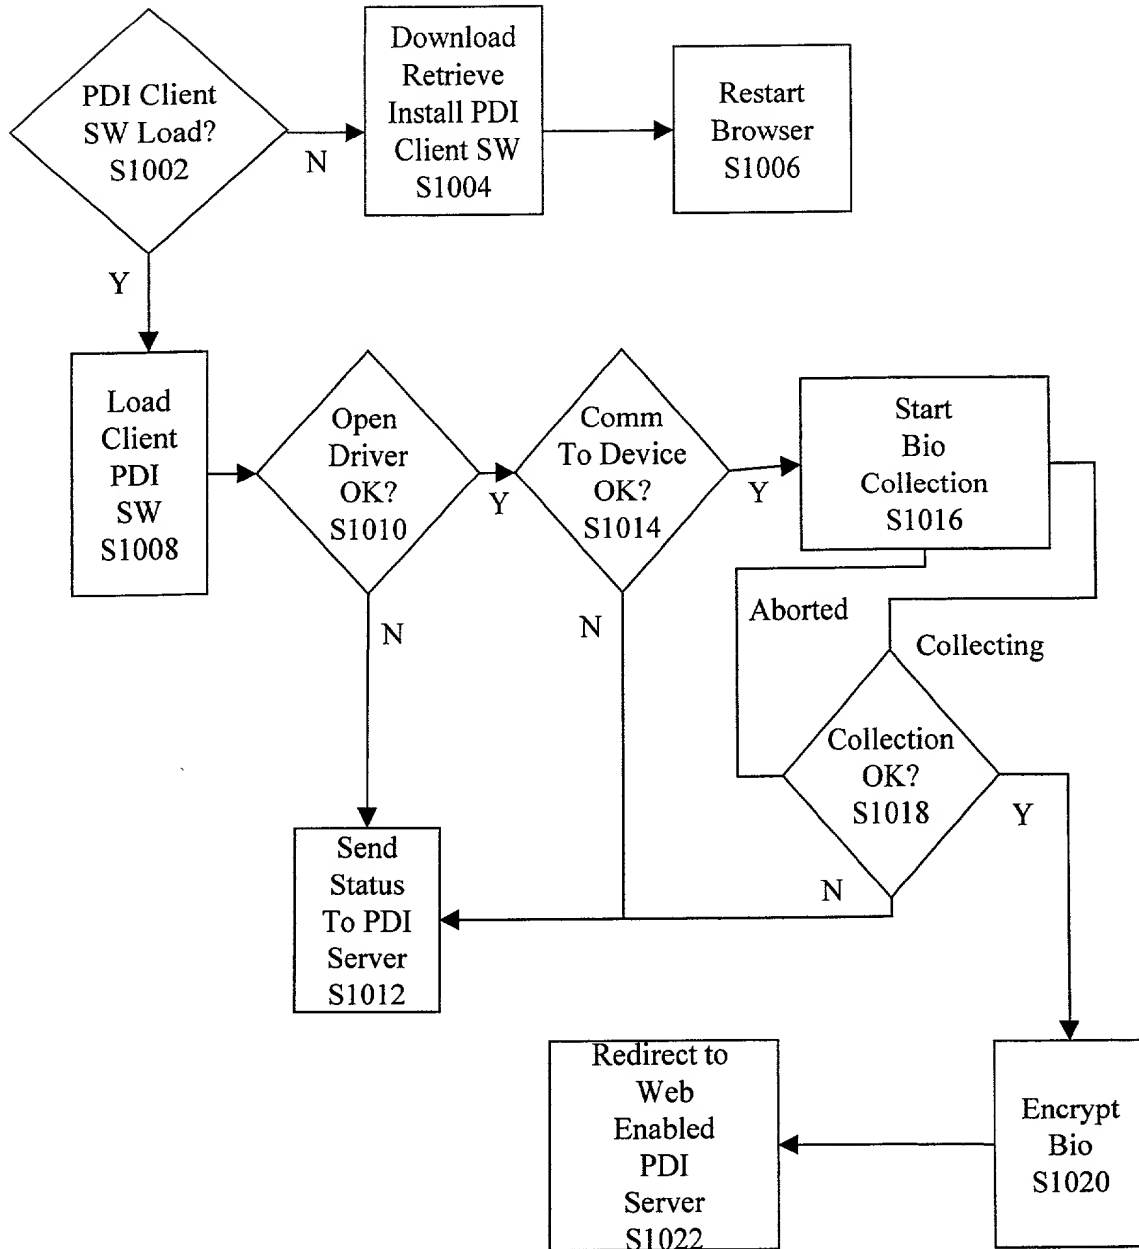 PDI Client
SW Load?
S1002
N
Y
Download
Retrieve
Install PDI
Client SW
S1004
Restart
Browser
S1006
Load
Client
PDI
SW
S1008
Open
Driver
OK?
S1010
Y
N
Comm
To Device
OK?
S1014
Y
N
Start
Bio
Collection
S1016
Aborted
Collecting
Collection
OK?
S1018
Y
N
Send
Status
To PDI
Server
S1012
Redirect to
Web
Enabled
PDI
Server
S1022
Encrypt
Bio
S1020